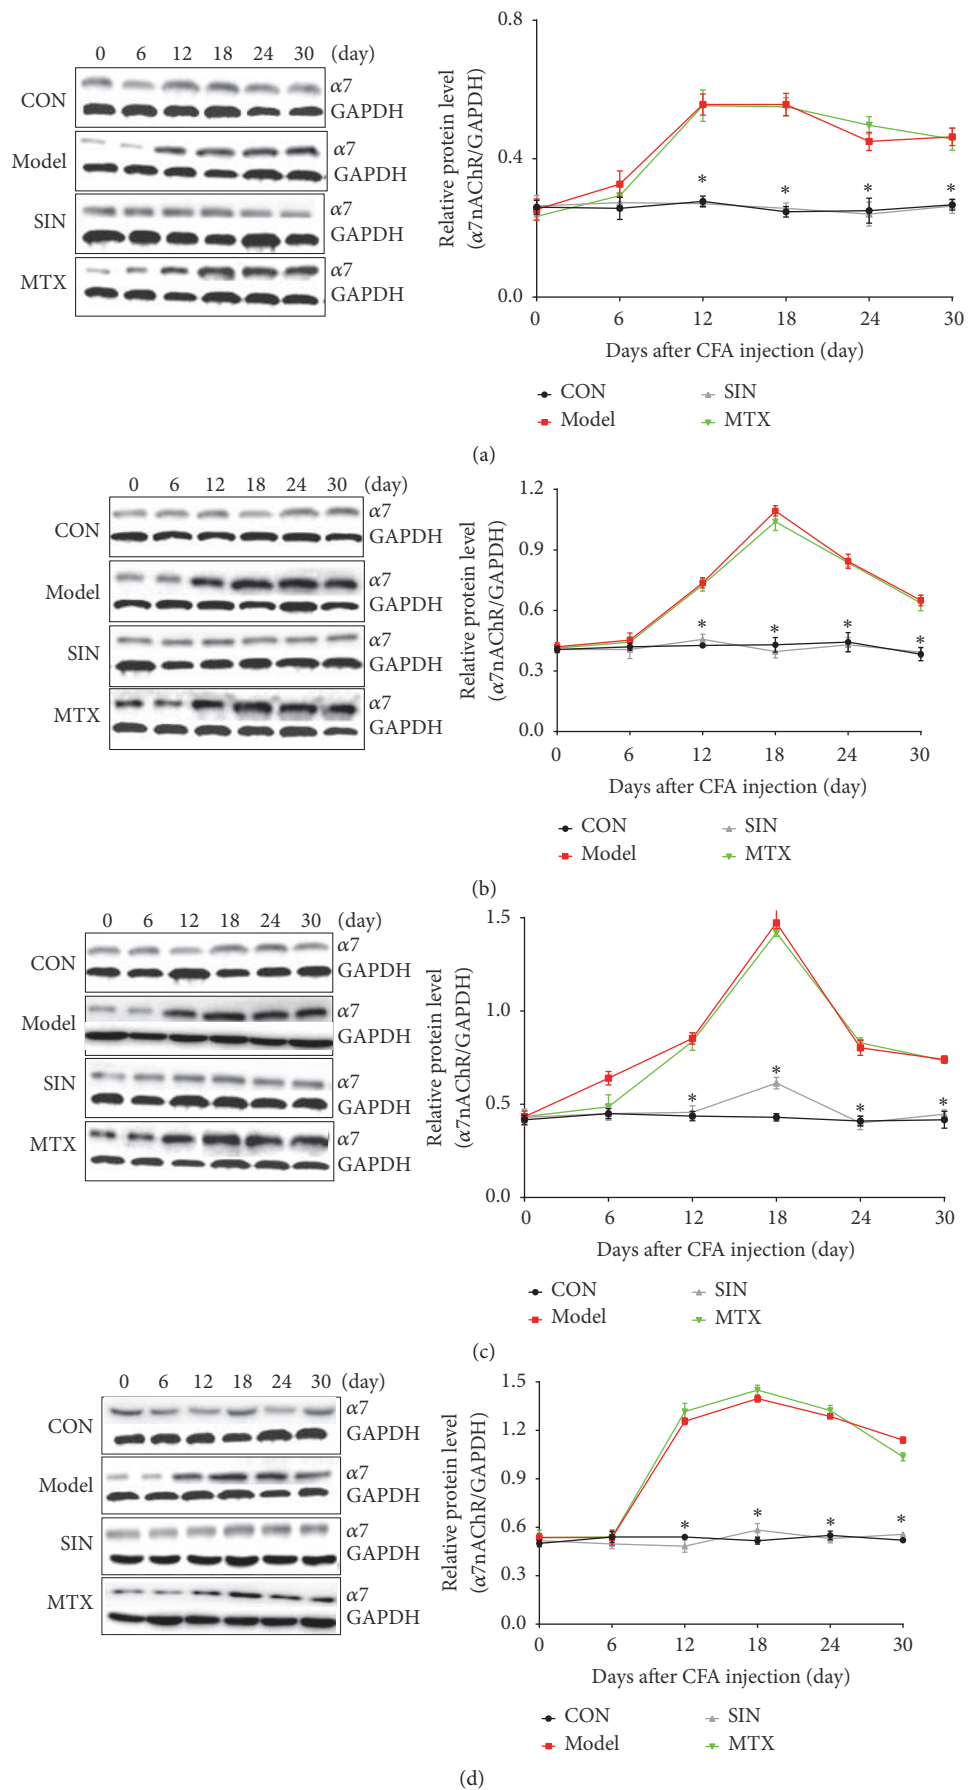 0 6 12 18 24 30 (day)
CON
α7
GAPDH
Model
α7
GAPDH
SIN
α7
GAPDH
MTX
α7
GAPDH
Relative protein level
(α7nAChR/GAPDH)
0.8
0.4
0.0
* * * *
0 6 12 18 24 30
Days after CFA injection (day)
CON SIN
Model MTX
(a)
0 6 12 18 24 30 (day)
CON
α7
GAPDH
Model
α7
GAPDH
SIN
α7
GAPDH
MTX
α7
GAPDH
Relative protein level
(α7nAChR/GAPDH)
1.2
0.9
0.6
0.3
0.0
* * * *
0 6 12 18 24 30
Days after CFA injection (day)
CON SIN
Model MTX
(b)
0 6 12 18 24 30 (day)
CON
α7
GAPDH
Model
α7
GAPDH
SIN
α7
GAPDH
MTX
α7
GAPDH
Relative protein level
(α7nAChR/GAPDH)
1.5
1.0
0.5
0.0
* * * *
0 6 12 18 24 30
Days after CFA injection (day)
CON SIN
Model MTX
(c)
0 6 12 18 24 30 (day)
CON
α7
GAPDH
Model
α7
GAPDH
SIN
α7
GAPDH
MTX
α7
GAPDH
Relative protein level
(α7nAChR/GAPDH)
1.5
1.2
0.9
0.6
0.3
0.0
* * * *
0 6 12 18 24 30
Days after CFA injection (day)
CON SIN
Model MTX
(d)